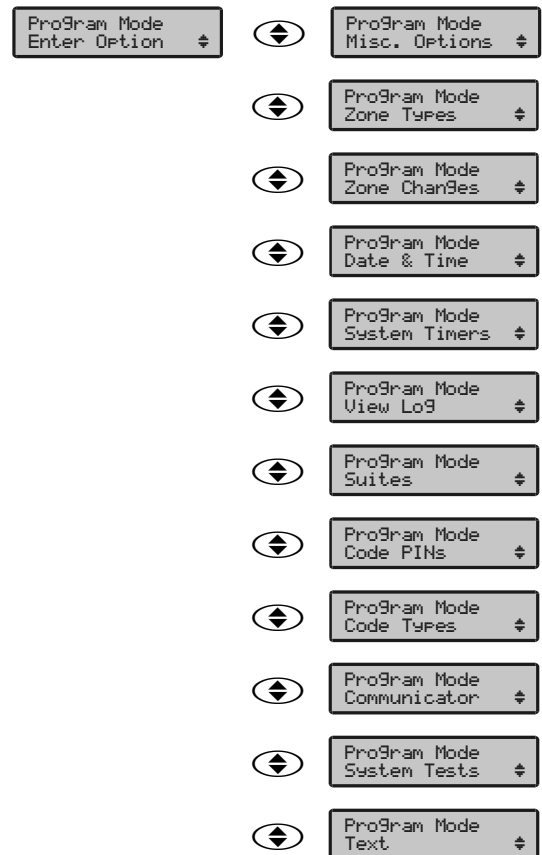 Program Mode
Enter Option
Program Mode
Misc. Options
Program Mode
Zone Types
Program Mode
Zone Changes
Program Mode
Date & Time
Program Mode
System Timers
Program Mode
View Log
Program Mode
Suites
Program Mode
Code PINs
Program Mode
Code Types
Program Mode
Communicator
Program Mode
System Tests
Program Mode
Text